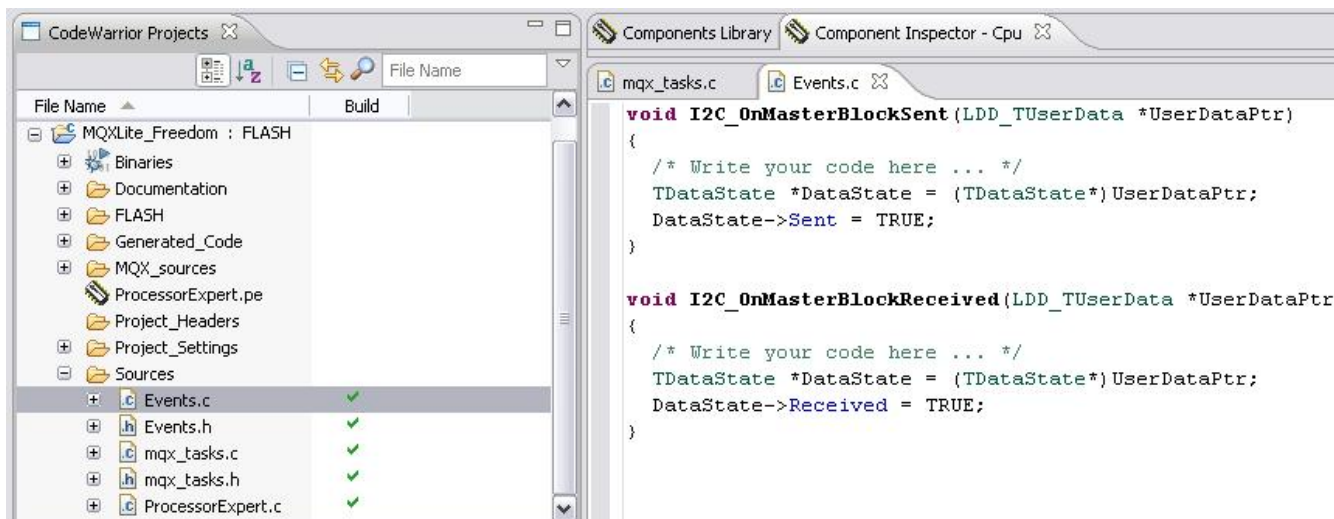 CodeWarrior Projects
File Name
File Name
Build
MQXLite_Freedom : FLASH
Binaries
Documentation
FLASH
Generated_Code
MQX_sources
ProcessorExpert.pe
Project_Headers
Project_Settings
Sources
Events.c
Events.h
mqx_tasks.c
mqx_tasks.h
ProcessorExpert.c
Components Library
Component Inspector - Cpu
mqx_tasks.c
Events.c
void I2C_OnMasterBlockSent(LDD_TUserData *UserDataPtr)
{
  /* Write your code here ... */
  TDataState *DataState = (TDataState*)UserDataPtr;
  DataState->Sent = TRUE;
}
void I2C_OnMasterBlockReceived(LDD_TUserData *UserDataPtr
{
  /* Write your code here ... */
  TDataState *DataState = (TDataState*)UserDataPtr;
  DataState->Received = TRUE;
}